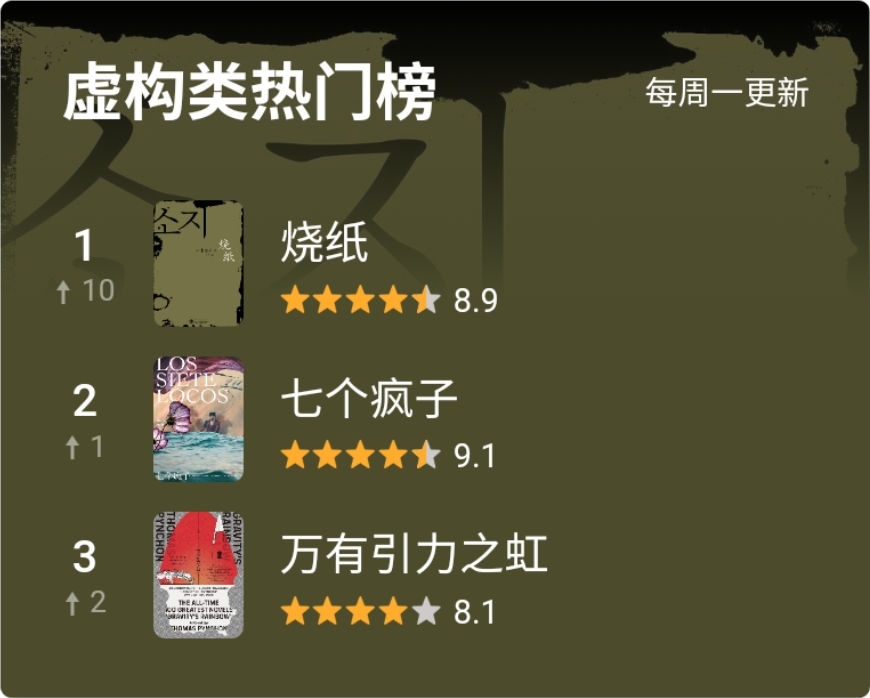 虚构类热门榜
每周一更新
소지
1
↑ 10
소지
烧纸
烧纸
8.9
2
↑ 1
LOS
SIETE
LOCOS
七个疯子
9.1
3
↑ 2
THOMAS PYNCHON
GRAVITY'S RAINBOW
THE ALL-TIME
100 GREATEST NOVELS
GRAVITY'S RAINBOW
THOMAS PYNCHON
万有引力之虹
8.1